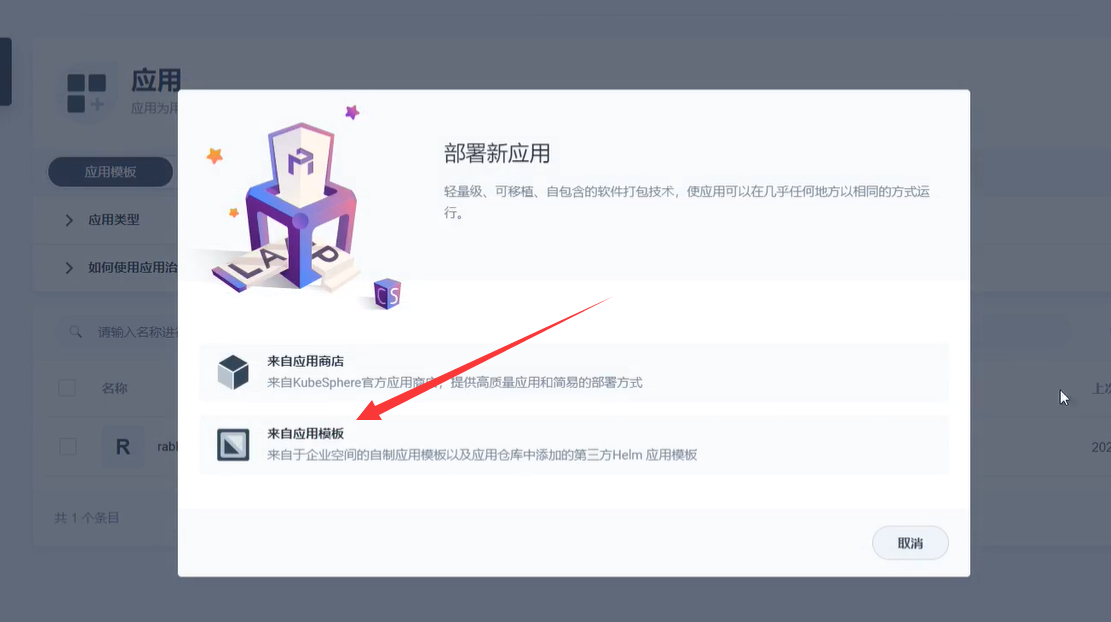 应用
应用为用
应用模板
应用类型
如何使用应用治
请输入名称进行
名称
上次
R
rabb
202
共 1 个条目
A
LAMP
CS
部署新应用
轻量级、可移植、自包含的软件打包技术，使应用可以在几乎任何地方以相同的方式运
行。
来自应用商店
来自KubeSphere官方应用商店，提供高质量应用和简易的部署方式
来自应用模板
来自于企业空间的自制应用模板以及应用仓库中添加的第三方Helm 应用模板
取消